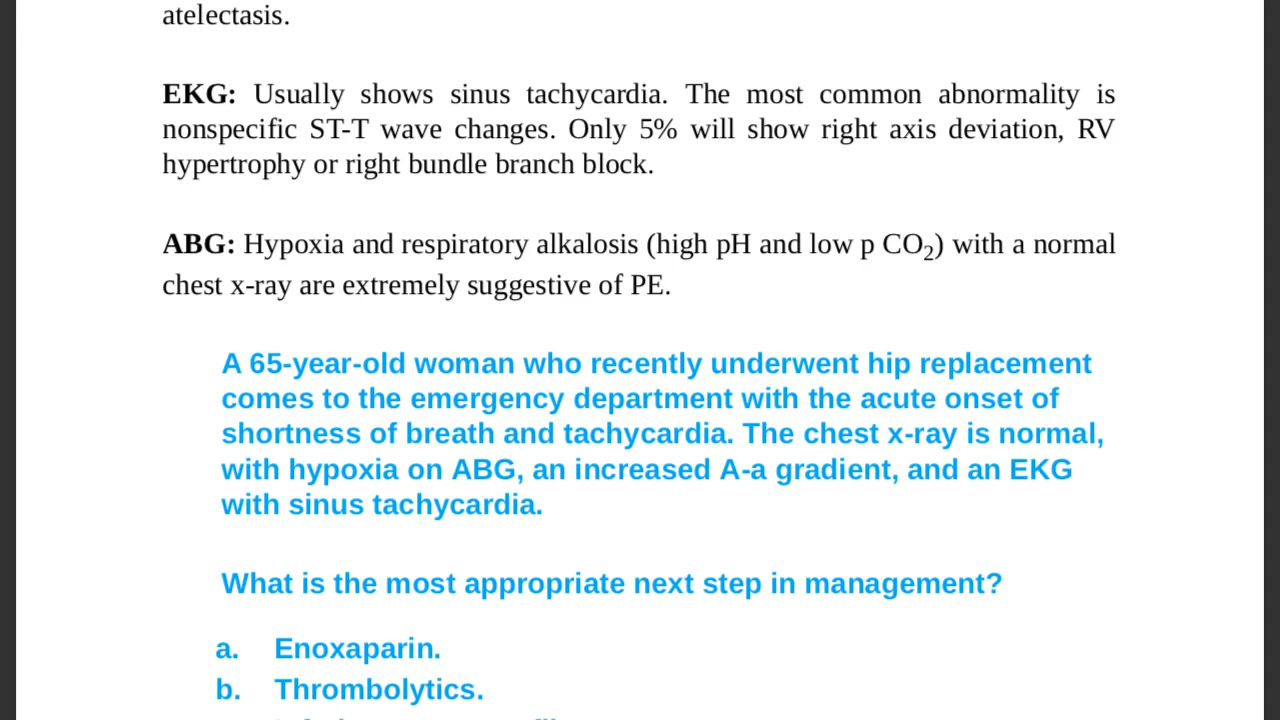 atelectasis.
EKG: Usually shows sinus tachycardia. The most common abnormality is
nonspecific ST-T wave changes. Only 5% will show right axis deviation, RV
hypertrophy or right bundle branch block.
ABG: Hypoxia and respiratory alkalosis (high pH and low p CO₂) with a normal
chest x-ray are extremely suggestive of PE.
A 65-year-old woman who recently underwent hip replacement
comes to the emergency department with the acute onset of
shortness of breath and tachycardia. The chest x-ray is normal,
with hypoxia on ABG, an increased A-a gradient, and an EKG
with sinus tachycardia.
What is the most appropriate next step in management?
a. Enoxaparin.
b. Thrombolytics.